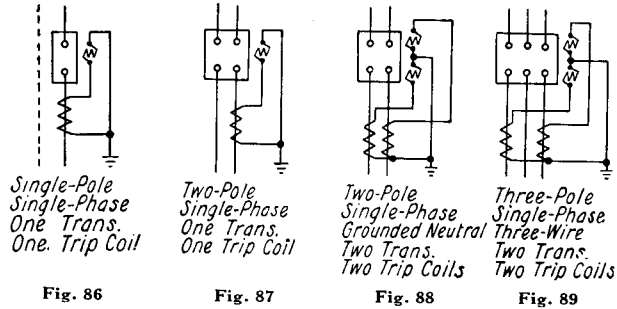 Single-Pole
Single-Phase
One Trans.
One. Trip Coil
Fig. 86
Two-Pole
Single-Phase
One Trans.
One Trip Coil
Fig. 87
Two-Pole
Single-Phase
Grounded Neutral
Two Trans.
Two Trip Coils
Fig. 88
Three-Pole
Single-Phase
Three-Wire
Two Trans.
Two Trip Coils
Fig. 89